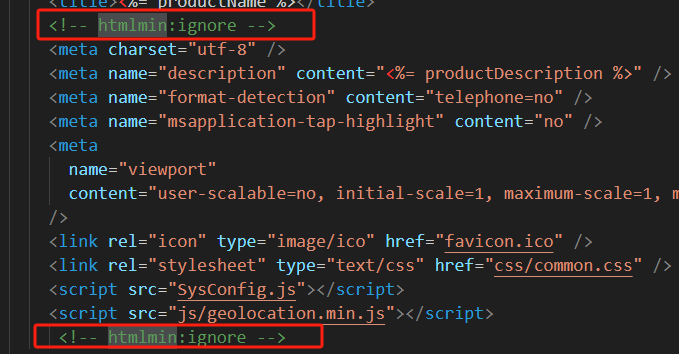 <title><%= productName %></title>
<!-- htmlmin:ignore -->
<meta charset="utf-8" />
<meta name="description" content="<%= productDescription %>" />
<meta name="format-detection" content="telephone=no" />
<meta name="msapplication-tap-highlight" content="no" />
<meta
name="viewport"
content="user-scalable=no, initial-scale=1, maximum-scale=1,
/>
<link rel="icon" type="image/ico" href="favicon.ico" />
<link rel="stylesheet" type="text/css" href="css/common.css" />
<script src="SysConfig.js"></script>
<script src="js/geolocation.min.js"></script>
<!-- htmlmin:ignore -->